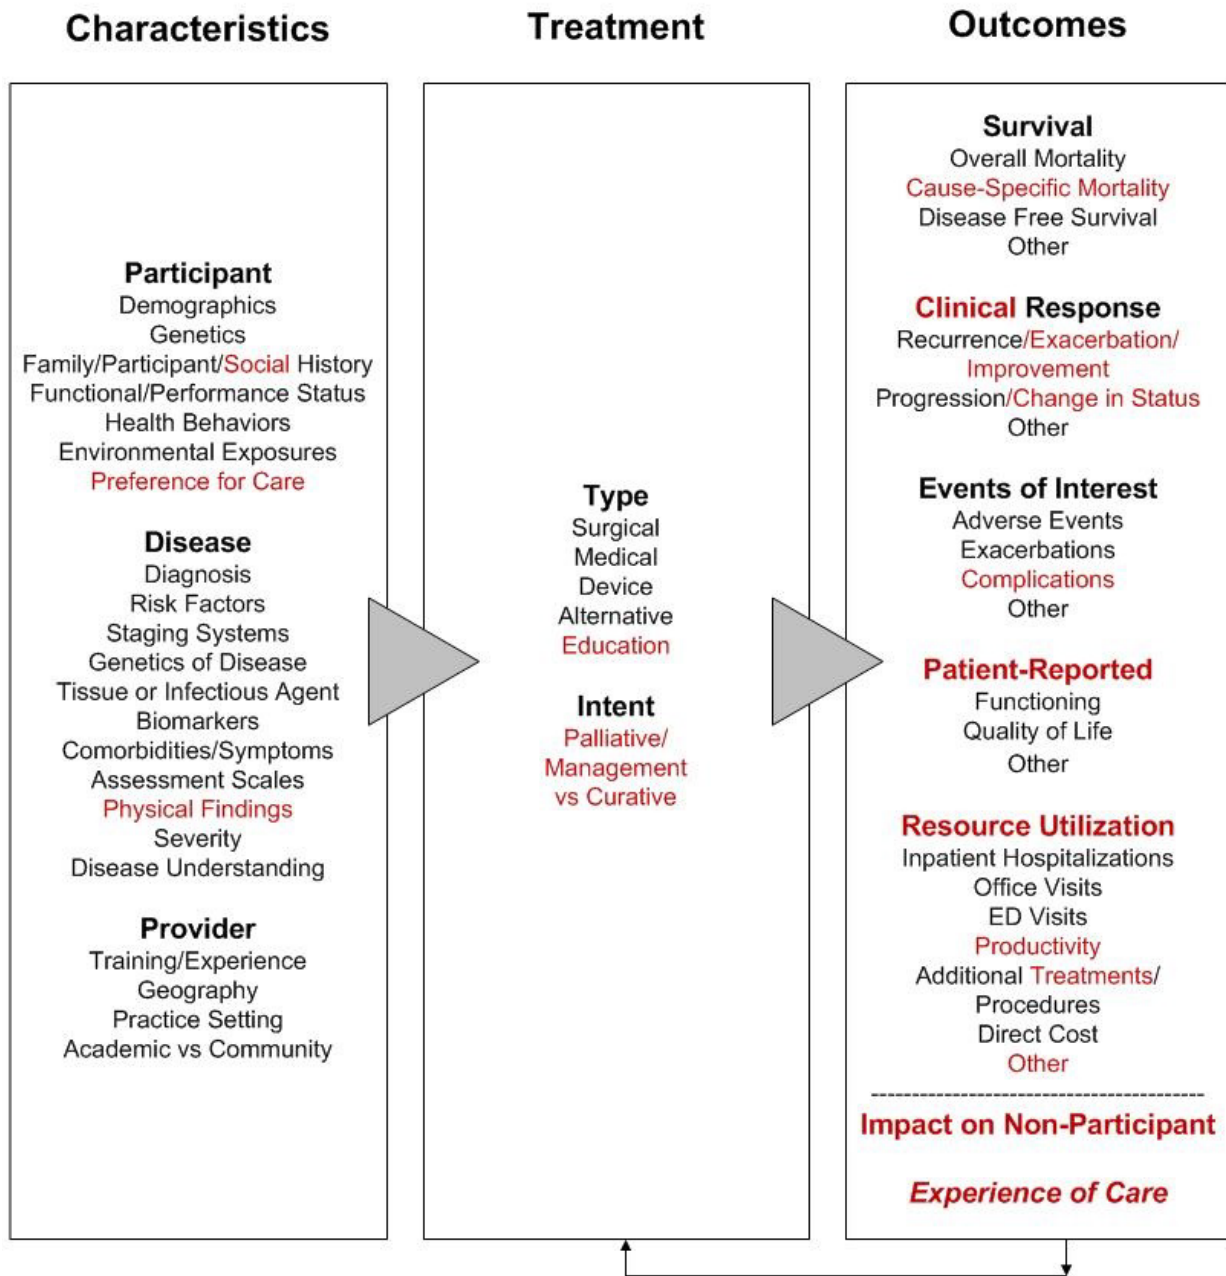 Characteristics
Participant
Demographics
Genetics
Family/Participant/Social History
Functional/Performance Status
Health Behaviors
Environmental Exposures
Preference for Care
Disease
Diagnosis
Risk Factors
Staging Systems
Genetics of Disease
Tissue or Infectious Agent
Biomarkers
Comorbidities/Symptoms
Assessment Scales
Physical Findings
Severity
Disease Understanding
Provider
Training/Experience
Geography
Practice Setting
Academic vs Community
Treatment
Type
Surgical
Medical
Device
Alternative
Education
Intent
Palliative/
Management
vs Curative
Outcomes
Survival
Overall Mortality
Cause-Specific Mortality
Disease Free Survival
Other
Clinical Response
Recurrence/Exacerbation/
Improvement
Progression/Change in Status
Other
Events of Interest
Adverse Events
Exacerbations
Complications
Other
Patient-Reported
Functioning
Quality of Life
Other
Resource Utilization
Inpatient Hospitalizations
Office Visits
ED Visits
Productivity
Additional Treatments/
Procedures
Direct Cost
Other
Impact on Non-Participant
Experience of Care